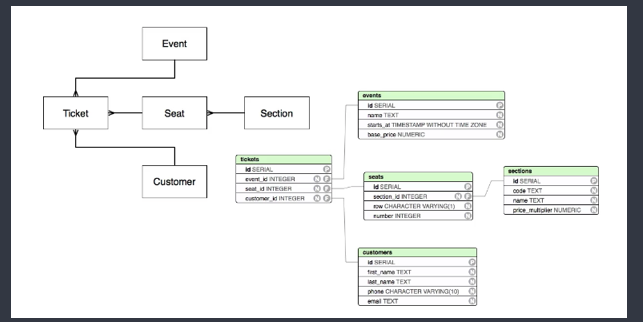 Event
Ticket
Seat
Section
Customer
events
id SERIAL P
name TEXT N
starts_at TIMESTAMP WITHOUT TIME ZONE N
base_price NUMERIC N
tickets
id SERIAL P
event_id INTEGER N F
seat_id INTEGER N F
customer_id INTEGER N F
seats
id SERIAL P
section_id INTEGER N F
row CHARACTER VARYING(1) N
number INTEGER N
sections
id SERIAL P
code TEXT N
name TEXT N
price_multiplier NUMERIC N
customers
id SERIAL P
first_name TEXT N
last_name TEXT N
phone CHARACTER VARYING(10) N
email TEXT N